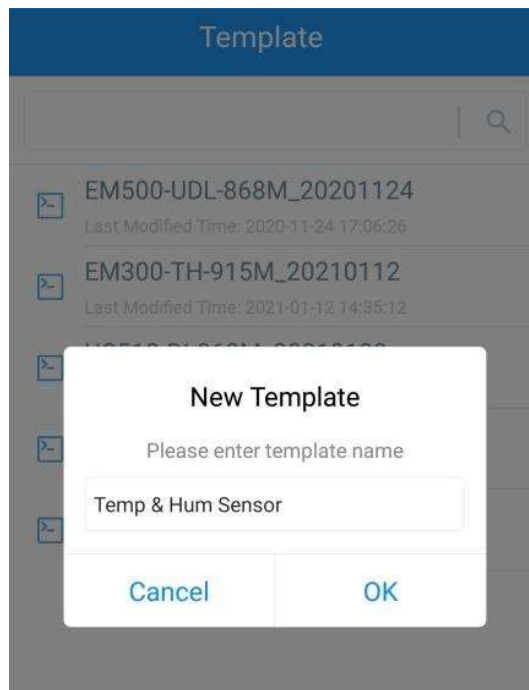 Template
EM500-UDL-868M_20201124
Last Modified Time: 2020-11-24 17:06:26
EM300-TH-915M_20210112
Last Modified Time: 2021-01-12 14:35:12
New Template
Please enter template name
Temp & Hum Sensor
Cancel OK